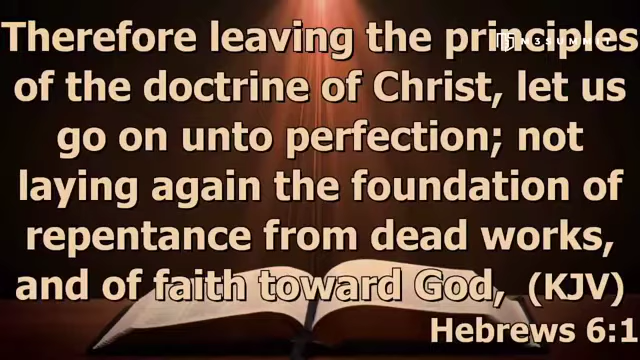 Therefore leaving the principles
of the doctrine of Christ, let us
go on unto perfection; not
laying again the foundation of
repentance from dead works,
and of faith toward God, (KJV)
Hebrews 6:1
M3SUMMIT